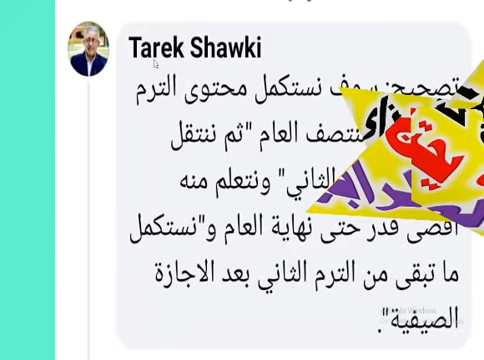 Tarek Shawki
تصحيح: سوف نستكمل محتوى الترم
منتصف العام "ثم ننتقل
الثاني" ونتعلم منه
اقصى قدر حتى نهاية العام و"نستكمل
ما تبقى من الترم الثاني بعد الاجازة
الصيفية".